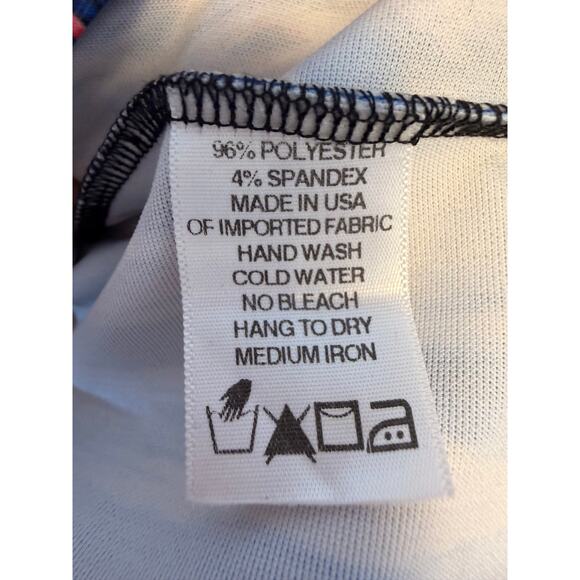 96% POLYESTER
4% SPANDEX
MADE IN USA
OF IMPORTED FABRIC
HAND WASH
COLD WATER
NO BLEACH
HANG TO DRY
MEDIUM IRON